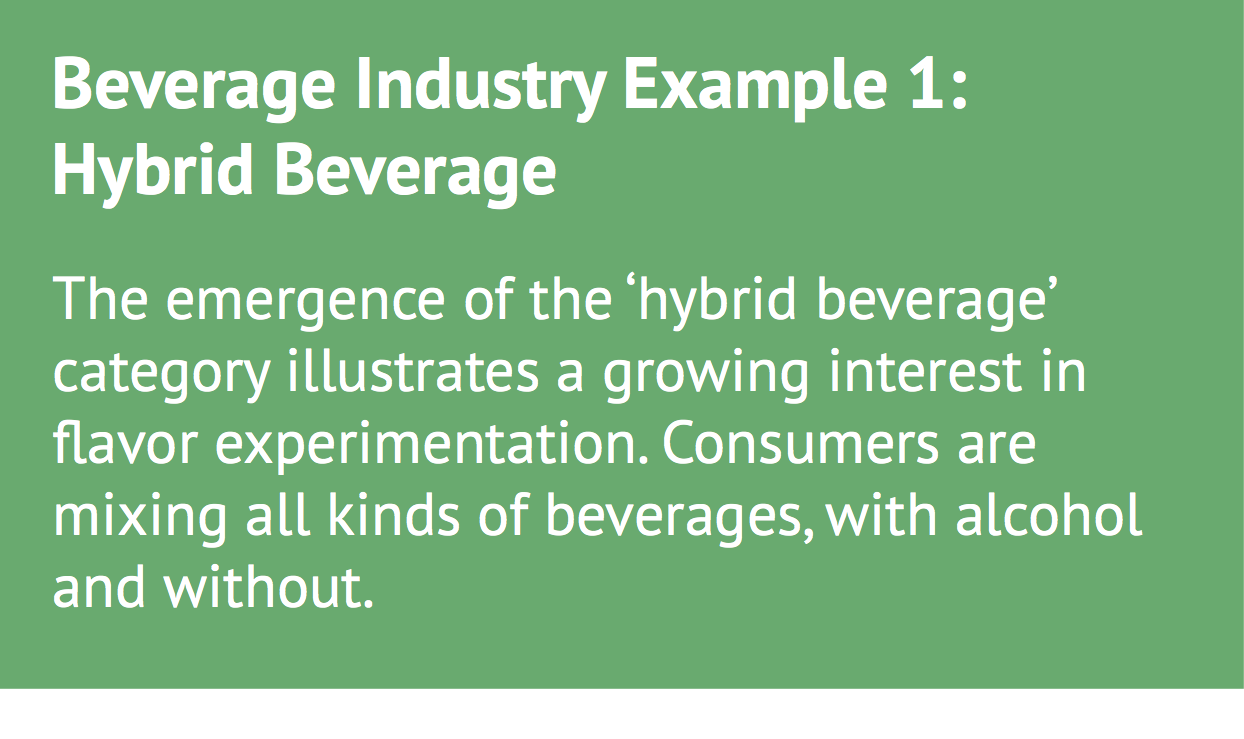 Beverage Industry Example 1:
Hybrid Beverage
The emergence of the ‘hybrid beverage’
category illustrates a growing interest in
flavor experimentation. Consumers are
mixing all kinds of beverages, with alcohol
and without.